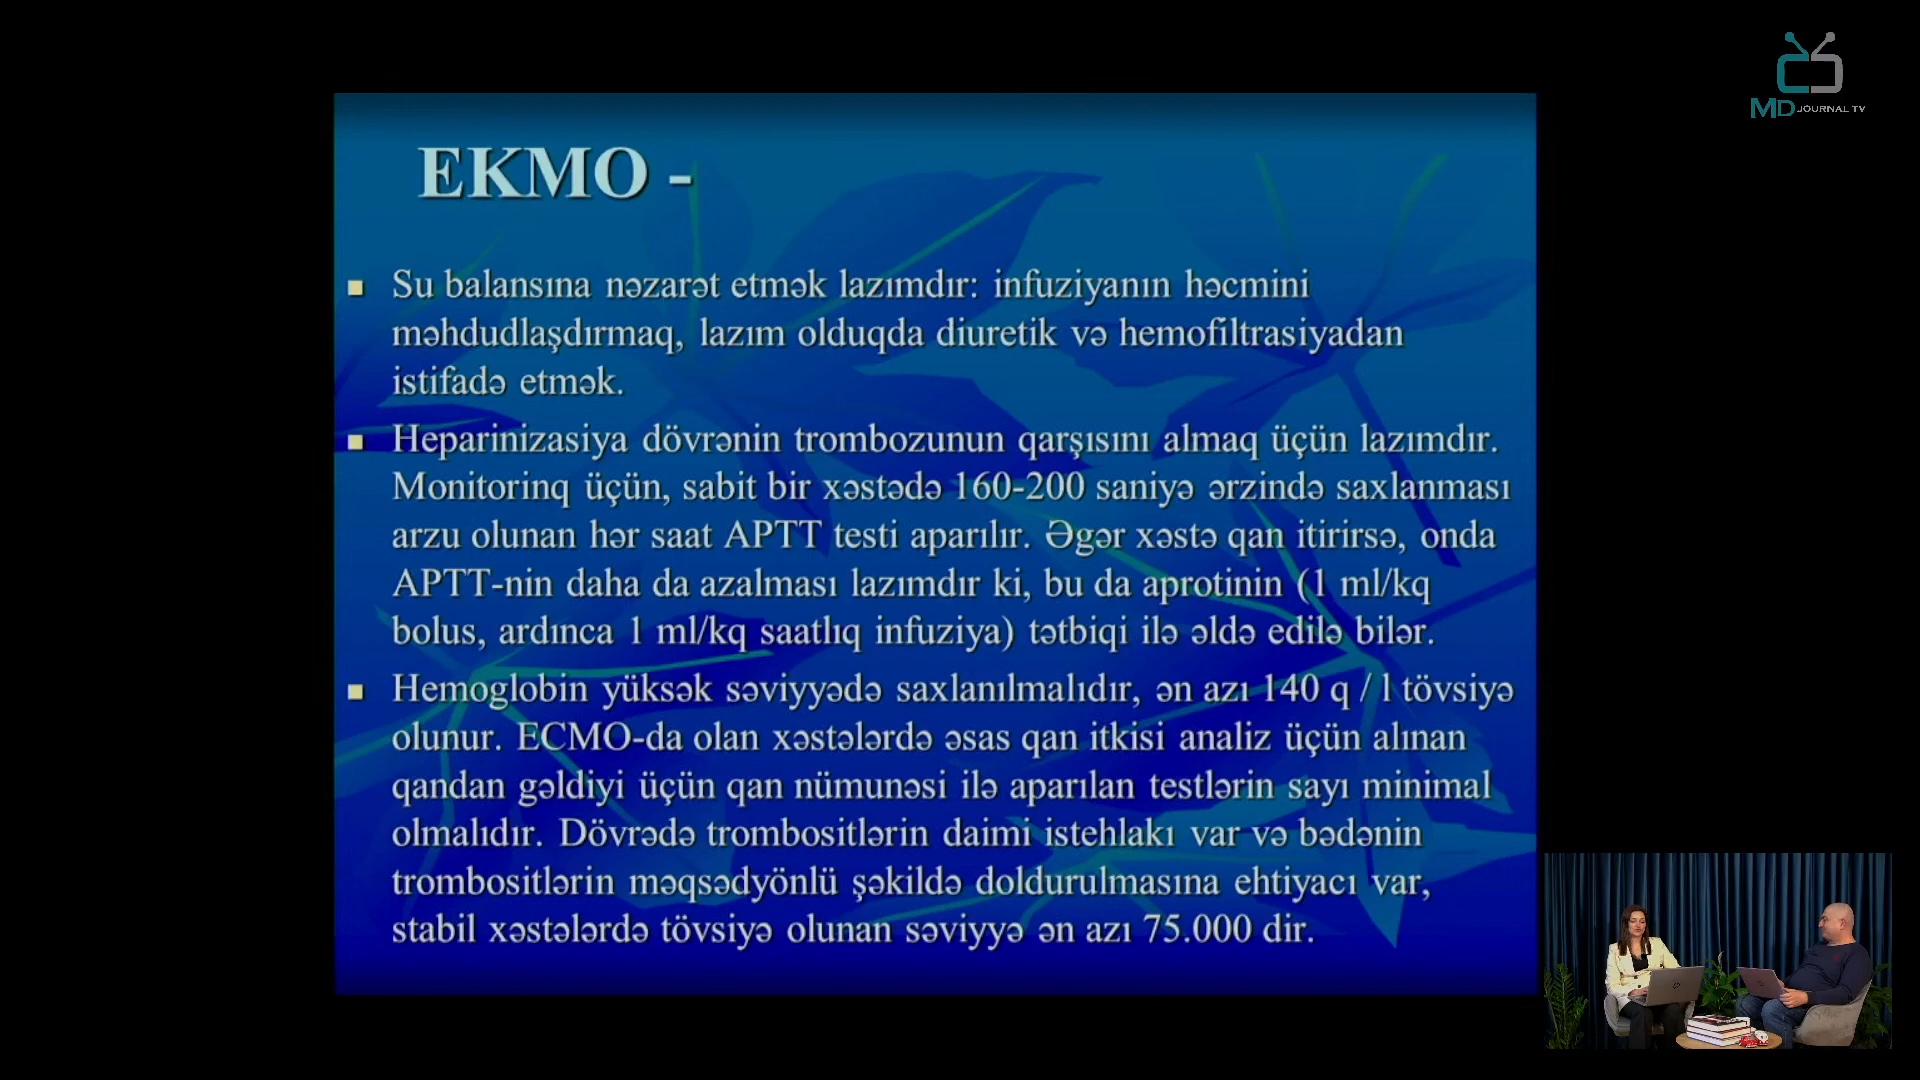 MD JOURNAL TV
EKMO -
Su balansına nəzarət etmək lazımdır: infuziyanın həcmini
məhdudlaşdırmaq, lazım olduqda diuretik və hemofiltrasiyadan
istifadə etmək.
Heparinizasiya dövrənin trombozunun qarşısını almaq üçün lazımdır.
Monitorinq üçün, sabit bir xəstədə 160-200 saniyə ərzində saxlanması
arzu olunan hər saat APTT testi aparılır. Əgər xəstə qan itirirsə, onda
APTT-nin daha da azalması lazımdır ki, bu da aprotinin (1 ml/kq
bolus, ardınca 1 ml/kq saatlıq infuziya) tətbiqi ilə əldə edilə bilər.
Hemoglobin yüksək səviyyədə saxlanılmalıdır, ən azı 140 q / l tövsiyə
olunur. ECMO-da olan xəstələrdə əsas qan itkisi analiz üçün alınan
qandan gəldiyi üçün qan nümunəsi ilə aparılan testlərin sayı minimal
olmalıdır. Dövrədə trombositlərin daimi istehlakı var və bədənin
trombositlərin məqsədyönlü şəkildə doldurulmasına ehtiyacı var,
stabil xəstələrdə tövsiyə olunan səviyyə ən azı 75.000 dir.